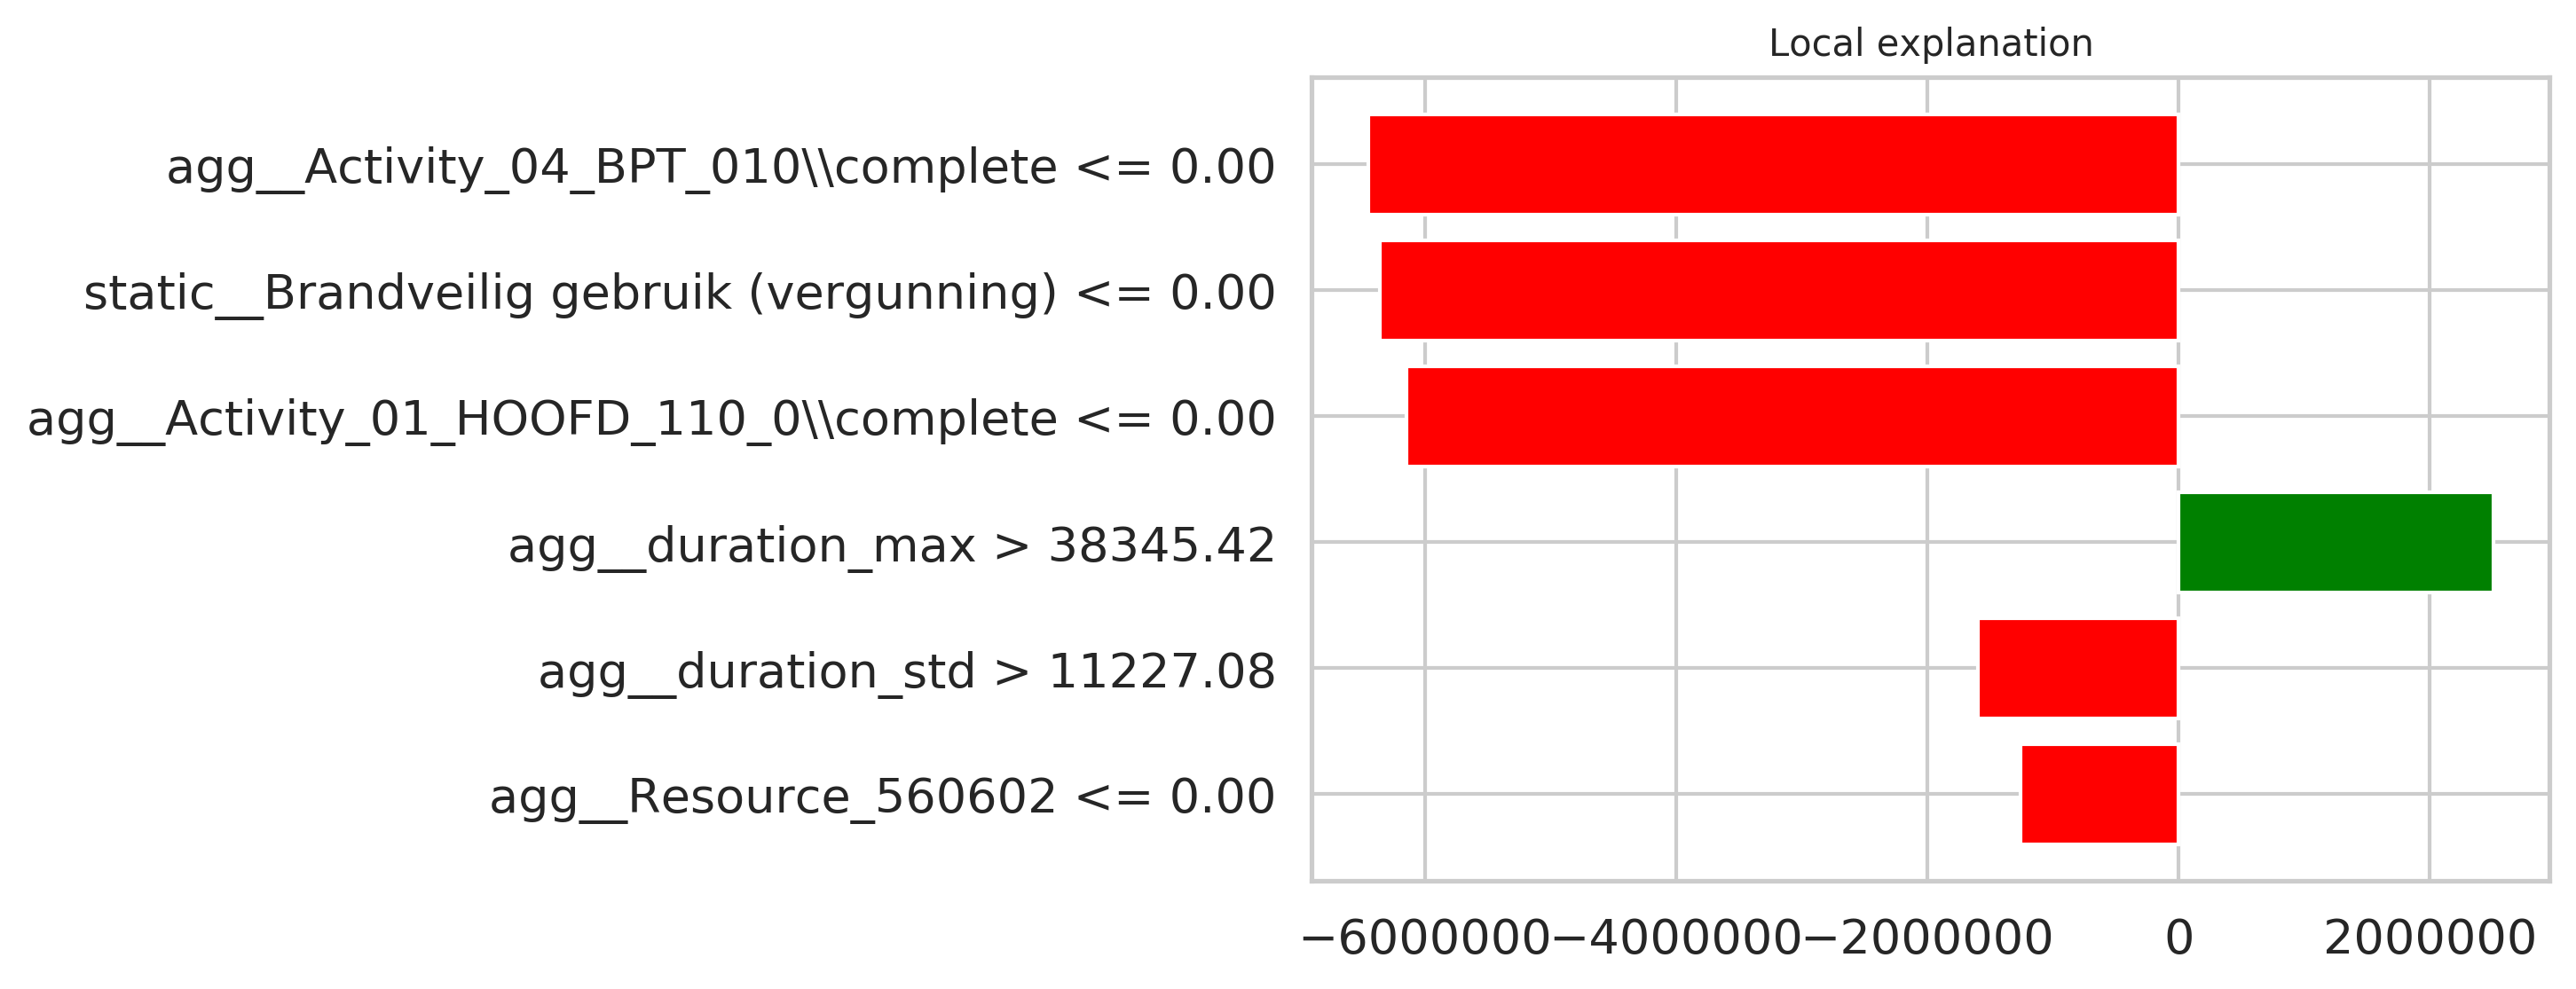 Local explanation
agg__Activity_04_BPT_010\\complete <= 0.00
static__Brandveilig gebruik (vergunning) <= 0.00
agg__Activity_01_HOOFD_110_0\\complete <= 0.00
agg__duration_max > 38345.42
agg__duration_std > 11227.08
agg__Resource_560602 <= 0.00
−6000000 −4000000 −2000000 0 2000000